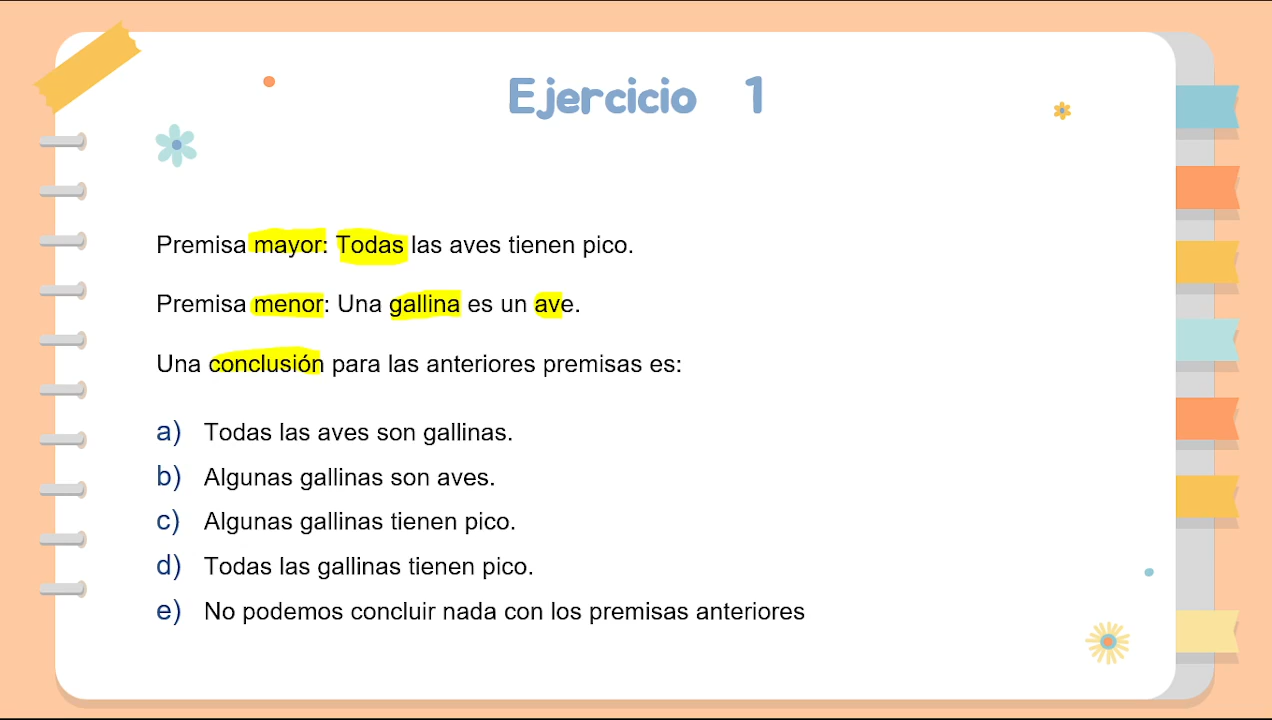 Ejercicio 1
Premisa mayor: Todas las aves tienen pico.
Premisa menor: Una gallina es un ave.
Una conclusión para las anteriores premisas es:
a) Todas las aves son gallinas.
b) Algunas gallinas son aves.
c) Algunas gallinas tienen pico.
d) Todas las gallinas tienen pico.
e) No podemos concluir nada con los premisas anteriores